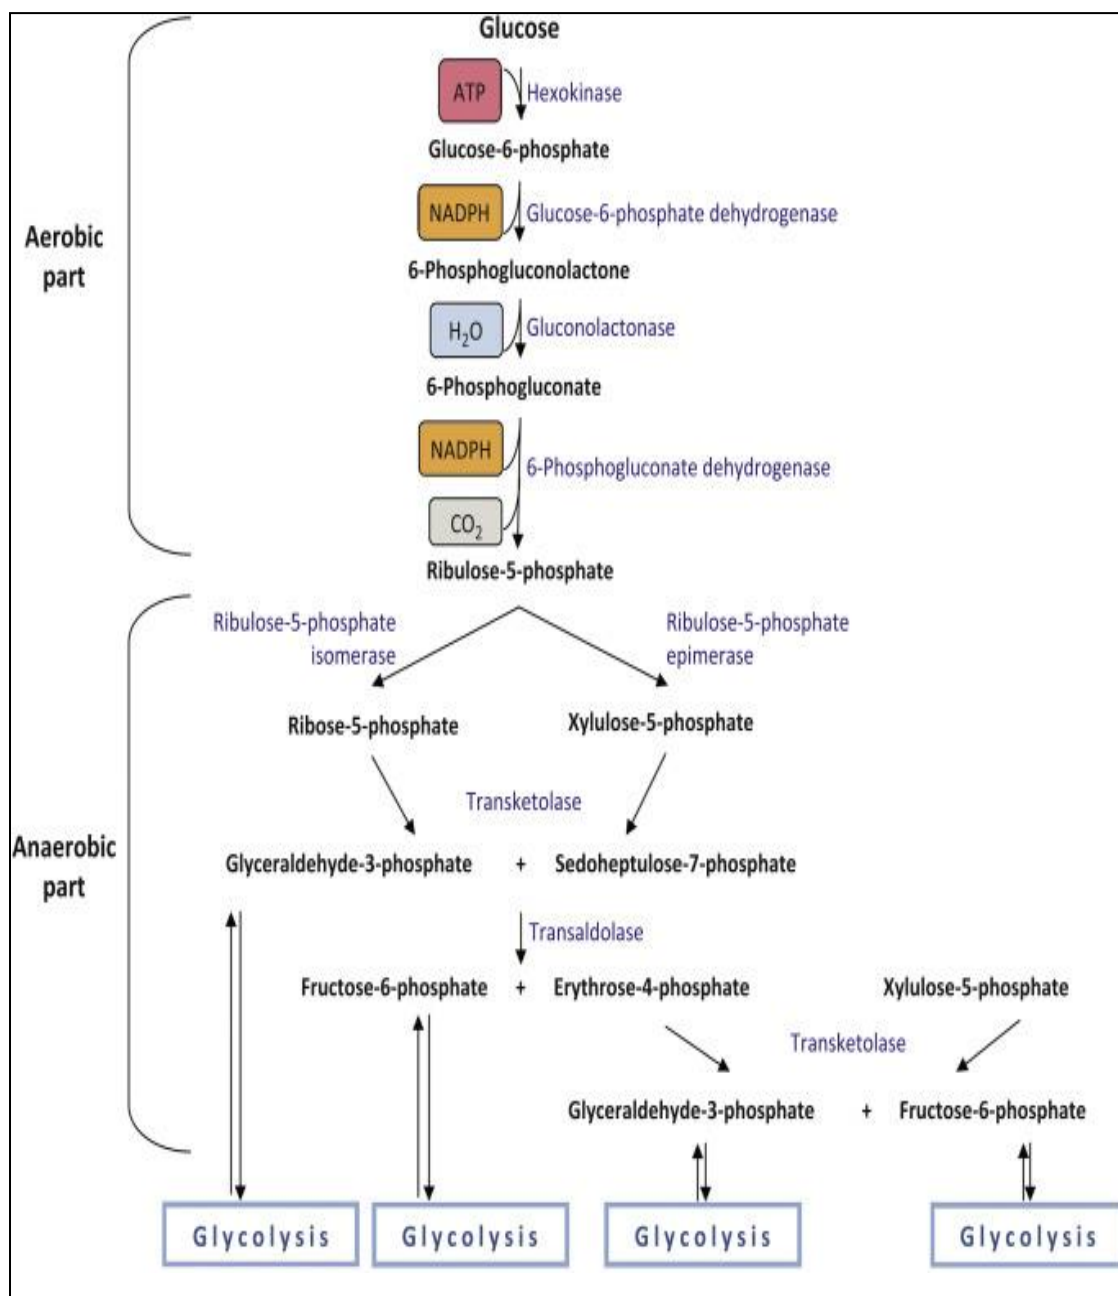 Glucose
ATP
Hexokinase
Glucose-6-phosphate
NADPH
Glucose-6-phosphate dehydrogenase
Aerobic
part
6-Phosphogluconolactone
H₂O
Gluconolactonase
6-Phosphogluconate
NADPH
6-Phosphogluconate dehydrogenase
CO₂
Ribulose-5-phosphate
Ribulose-5-phosphate
isomerase
Ribulose-5-phosphate
epimerase
Ribose-5-phosphate
Xylulose-5-phosphate
Transketolase
Anaerobic
part
Glyceraldehyde-3-phosphate + Sedoheptulose-7-phosphate
Transaldolase
Fructose-6-phosphate + Erythrose-4-phosphate
Xylulose-5-phosphate
Transketolase
Glyceraldehyde-3-phosphate + Fructose-6-phosphate
Glycolysis
Glycolysis
Glycolysis
Glycolysis